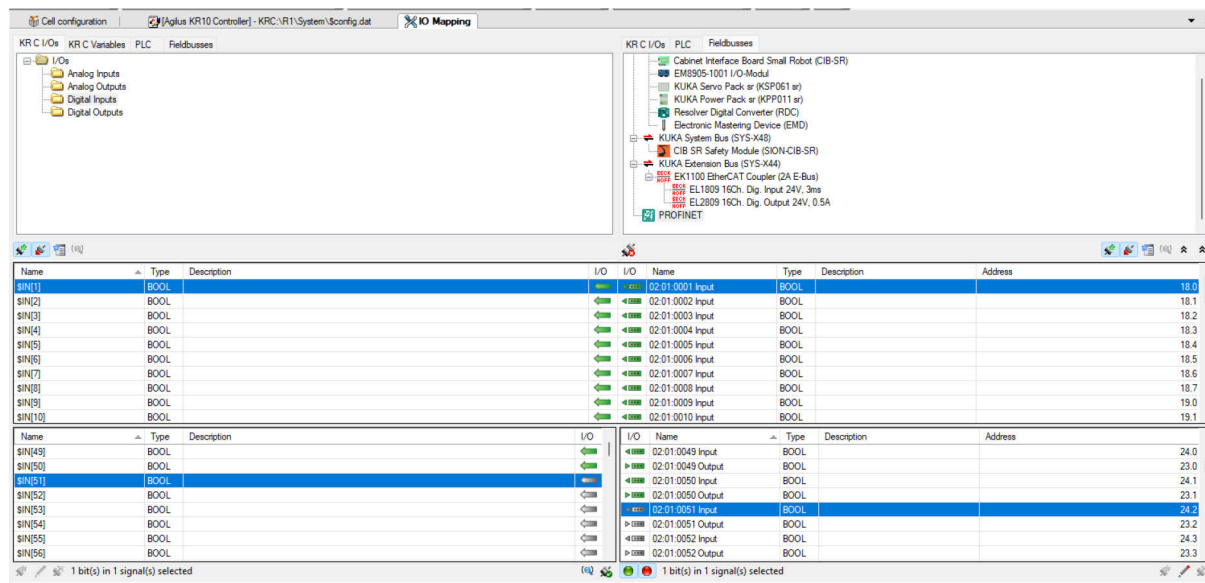 Cell configuration [Agilus KR10 Controller] - KRC:\R1\System\$config.dat IO Mapping
KR C I/Os KR C Variables PLC Fieldbusses
I/Os
Analog Inputs
Analog Outputs
Digital Inputs
Digital Outputs
KR C I/Os PLC Fieldbusses
Cabinet Interface Board Small Robot (CIB-SR)
EM8905-1001 I/O-Modul
KUKA Servo Pack sr (KSP061 sr)
KUKA Power Pack sr (KPP011 sr)
Resolver Digital Converter (RDC)
Electronic Mastering Device (EMD)
KUKA System Bus (SYS-X48)
CIB SR Safety Module (SION-CIB-SR)
KUKA Extension Bus (SYS-X44)
EK1100 EtherCAT Coupler (2A E-Bus)
EL1809 16Ch. Dig. Input 24V, 3ms
EL2809 16Ch. Dig. Output 24V, 0.5A
PROFINET
Name Type Description I/O I/O Name Type Description Address
$IN[1] BOOL 02:01:0001 Input BOOL 18.0
$IN[2] BOOL 02:01:0002 Input BOOL 18.1
$IN[3] BOOL 02:01:0003 Input BOOL 18.2
$IN[4] BOOL 02:01:0004 Input BOOL 18.3
$IN[5] BOOL 02:01:0005 Input BOOL 18.4
$IN[6] BOOL 02:01:0006 Input BOOL 18.5
$IN[7] BOOL 02:01:0007 Input BOOL 18.6
$IN[8] BOOL 02:01:0008 Input BOOL 18.7
$IN[9] BOOL 02:01:0009 Input BOOL 19.0
$IN[10] BOOL 02:01:0010 Input BOOL 19.1
Name Type Description I/O I/O Name Type Description Address
$IN[49] BOOL 02:01:0049 Input BOOL 24.0
$IN[50] BOOL 02:01:0049 Output BOOL 23.0
$IN[51] BOOL 02:01:0050 Input BOOL 24.1
$IN[52] BOOL 02:01:0050 Output BOOL 23.1
$IN[53] BOOL 02:01:0051 Input BOOL 24.2
$IN[54] BOOL 02:01:0051 Output BOOL 23.2
$IN[55] BOOL 02:01:0052 Input BOOL 24.3
$IN[56] BOOL 02:01:0052 Output BOOL 23.3
1 bit(s) in 1 signal(s) selected 1 bit(s) in 1 signal(s) selected